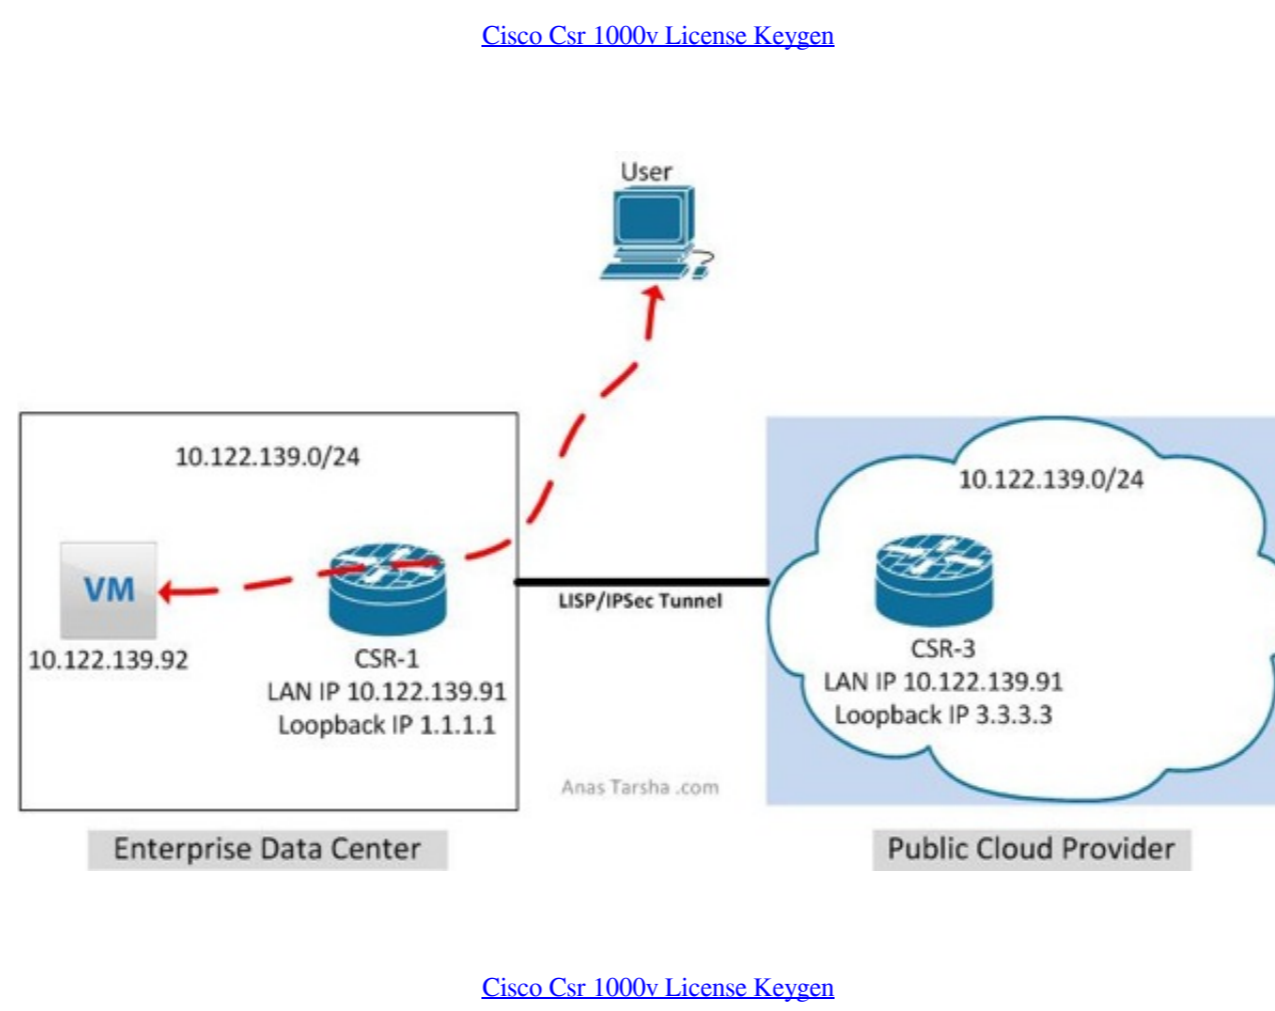 Cisco Csr 1000v License Keygen
User
10.122.139.0/24
10.122.139.0/24
VM
LISP/IPSec Tunnel
10.122.139.92
CSR-1
LAN IP 10.122.139.91
Loopback IP 1.1.1.1
CSR-3
LAN IP 10.122.139.91
Loopback IP 3.3.3.3
Anas Tarsha .com
Enterprise Data Center
Public Cloud Provider
Cisco Csr 1000v License Keygen